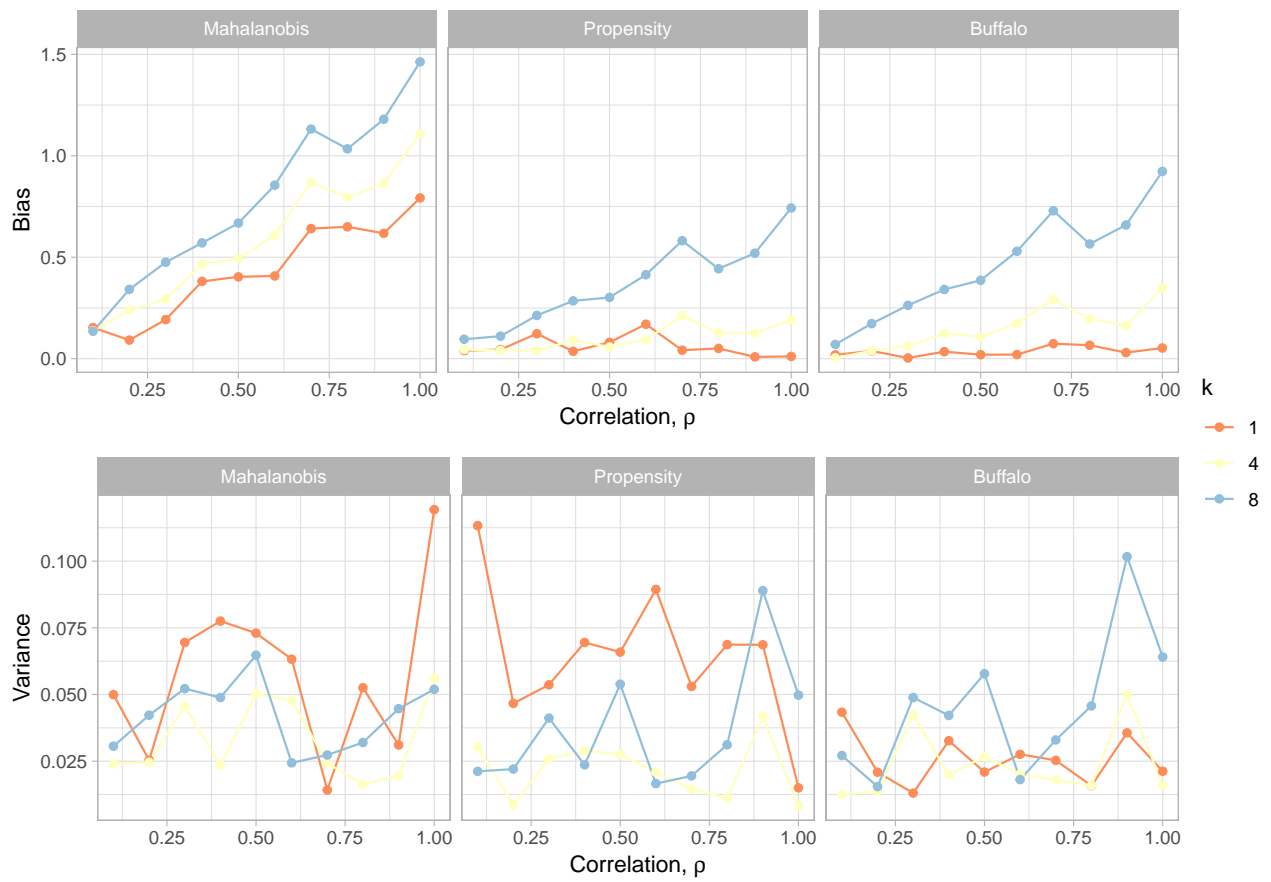 Mahalanobis Propensity Buffalo
1.5
1.0
0.5
0.0
Bias
0.25 0.50 0.75 1.00 0.25 0.50 0.75 1.00 0.25 0.50 0.75 1.00
Correlation, ρ
k
1
4
8
Mahalanobis Propensity Buffalo
0.100
0.075
0.050
0.025
Variance
0.25 0.50 0.75 1.00 0.25 0.50 0.75 1.00 0.25 0.50 0.75 1.00
Correlation, ρ